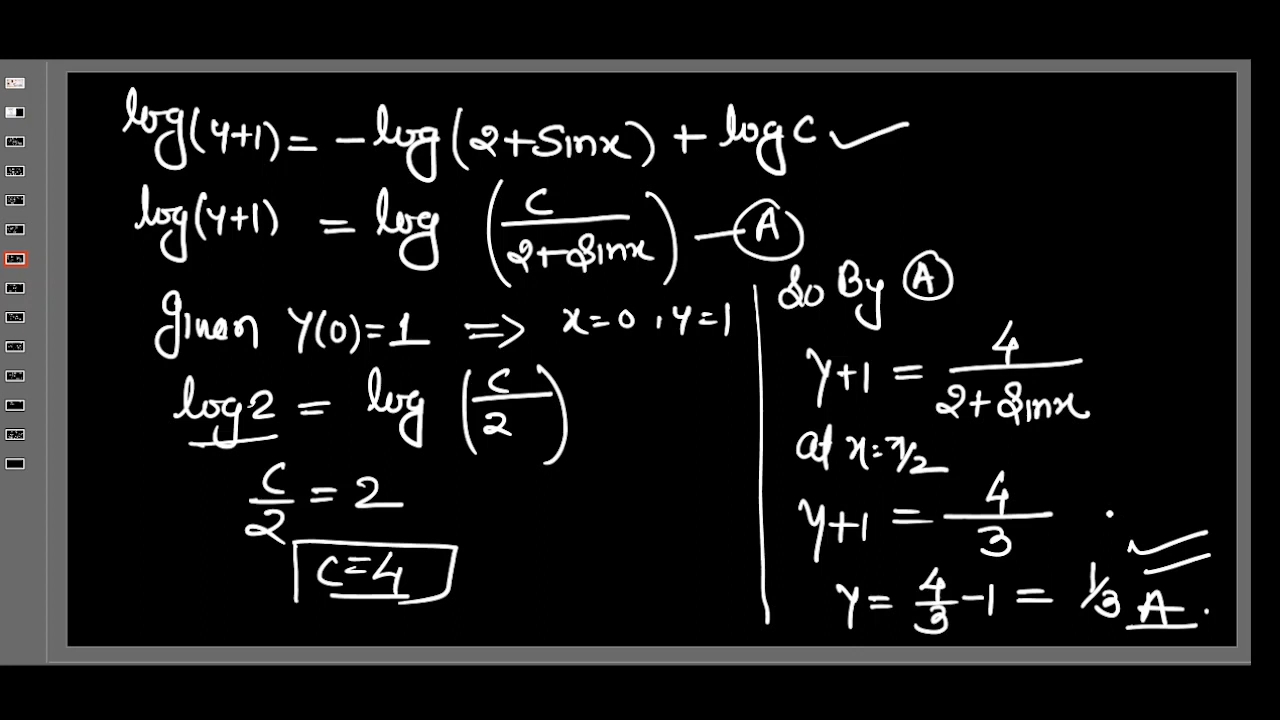 log(y+1) = -log(2+Sinx) + log C
log(y+1) = log (C/(2+Sinx)) — A
given y(0)=1 => x=0, y=1
log2 = log (C/2)
C/2 = 2
C=4
So By A
y+1 = 4/(2+Sinx)
at x=π/2
y+1 = 4/3
y = 4/3 -1 = 1/3 A